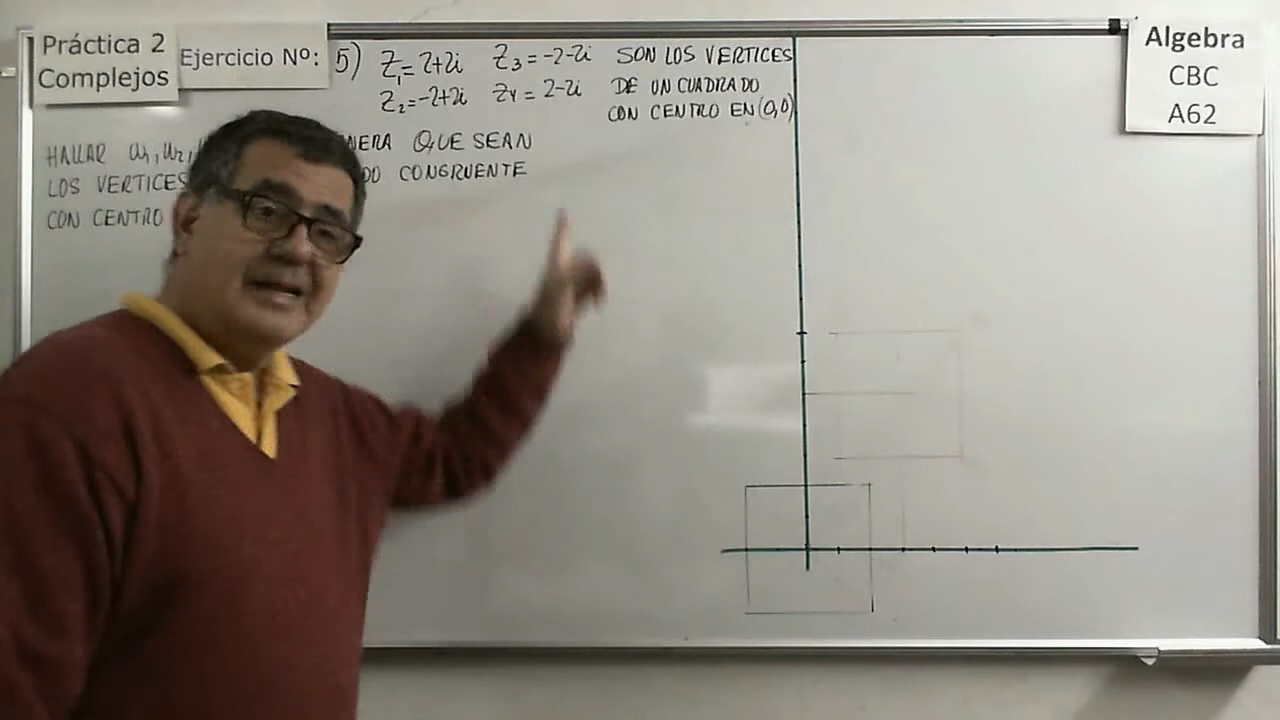 Práctica 2
Complejos
Ejercicio Nº:
5) Z₁=2+2i Z₃=-2-2i SON LOS VERTICES
Z₂=-2+2i Z₄=2-2i DE UN CUADRADO
CON CENTRO EN (0,0)
HALLAR ω₁, ω₂, NERA QUE SEAN
LOS VERTICES DO CONGRUENTE
CON CENTRO
Algebra
CBC
A62